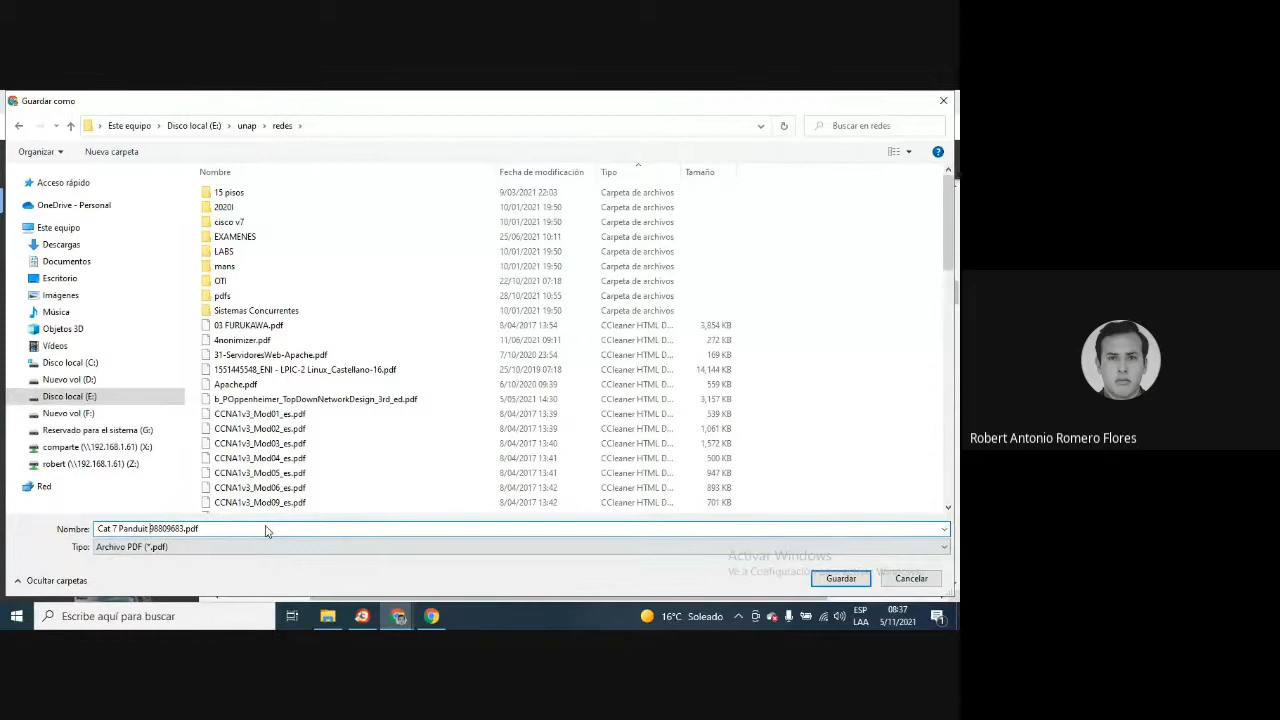 Guardar como
Este equipo > Disco local (E:) > unap > redes >
Buscar en redes
Organizar
Nueva carpeta
Nombre Fecha de modificación Tipo Tamaño
Acceso rápido
OneDrive - Personal
Este equipo
Descargas
Documentos
Escritorio
Imágenes
Música
Objetos 3D
Vídeos
Disco local (C:)
Nuevo vol (D:)
Disco local (E:)
Nuevo vol (F:)
Reservado para el sistema (G:)
comparte (\\192.168.1.61) (X:)
robert (\\192.168.1.61) (Z:)
Red
15 pisos 9/03/2021 22:03 Carpeta de archivos
2020I 10/01/2021 19:50 Carpeta de archivos
cisco v7 10/01/2021 19:50 Carpeta de archivos
EXAMENES 25/06/2021 10:11 Carpeta de archivos
LABS 10/01/2021 19:50 Carpeta de archivos
mans 10/01/2021 19:50 Carpeta de archivos
OTI 22/10/2021 07:18 Carpeta de archivos
pdfs 28/10/2021 10:55 Carpeta de archivos
Sistemas Concurrentes 10/01/2021 19:50 Carpeta de archivos
03 FURUKAWA.pdf 8/04/2017 13:54 CCleaner HTML D... 3,854 KB
4nonimizer.pdf 11/06/2021 09:11 CCleaner HTML D... 272 KB
31-ServidoresWeb-Apache.pdf 7/10/2020 23:54 CCleaner HTML D... 169 KB
1551445548_ENI - LPIC-2 Linux_Castellano-16.pdf 25/10/2019 07:18 CCleaner HTML D... 14,144 KB
Apache.pdf 6/10/2020 09:39 CCleaner HTML D... 559 KB
b_POppenheimer_TopDownNetworkDesign_3rd_ed.pdf 5/05/2021 14:30 CCleaner HTML D... 3,157 KB
CCNA1v3_Mod01_es.pdf 8/04/2017 13:39 CCleaner HTML D... 539 KB
CCNA1v3_Mod02_es.pdf 8/04/2017 13:39 CCleaner HTML D... 1,061 KB
CCNA1v3_Mod03_es.pdf 8/04/2017 13:40 CCleaner HTML D... 1,572 KB
CCNA1v3_Mod04_es.pdf 8/04/2017 13:41 CCleaner HTML D... 500 KB
CCNA1v3_Mod05_es.pdf 8/04/2017 13:41 CCleaner HTML D... 947 KB
CCNA1v3_Mod06_es.pdf 8/04/2017 13:42 CCleaner HTML D... 893 KB
CCNA1v3_Mod09_es.pdf 8/04/2017 13:42 CCleaner HTML D... 701 KB
Nombre: Cat 7 Panduit 98809683.pdf
Tipo: Archivo PDF (*.pdf)
Activar Windows
Ve a Configuración
Ocultar carpetas
Guardar
Cancelar
Escribe aquí para buscar
16°C Soleado
ESP
LAA
08:37
5/11/2021
1
Robert Antonio Romero Flores